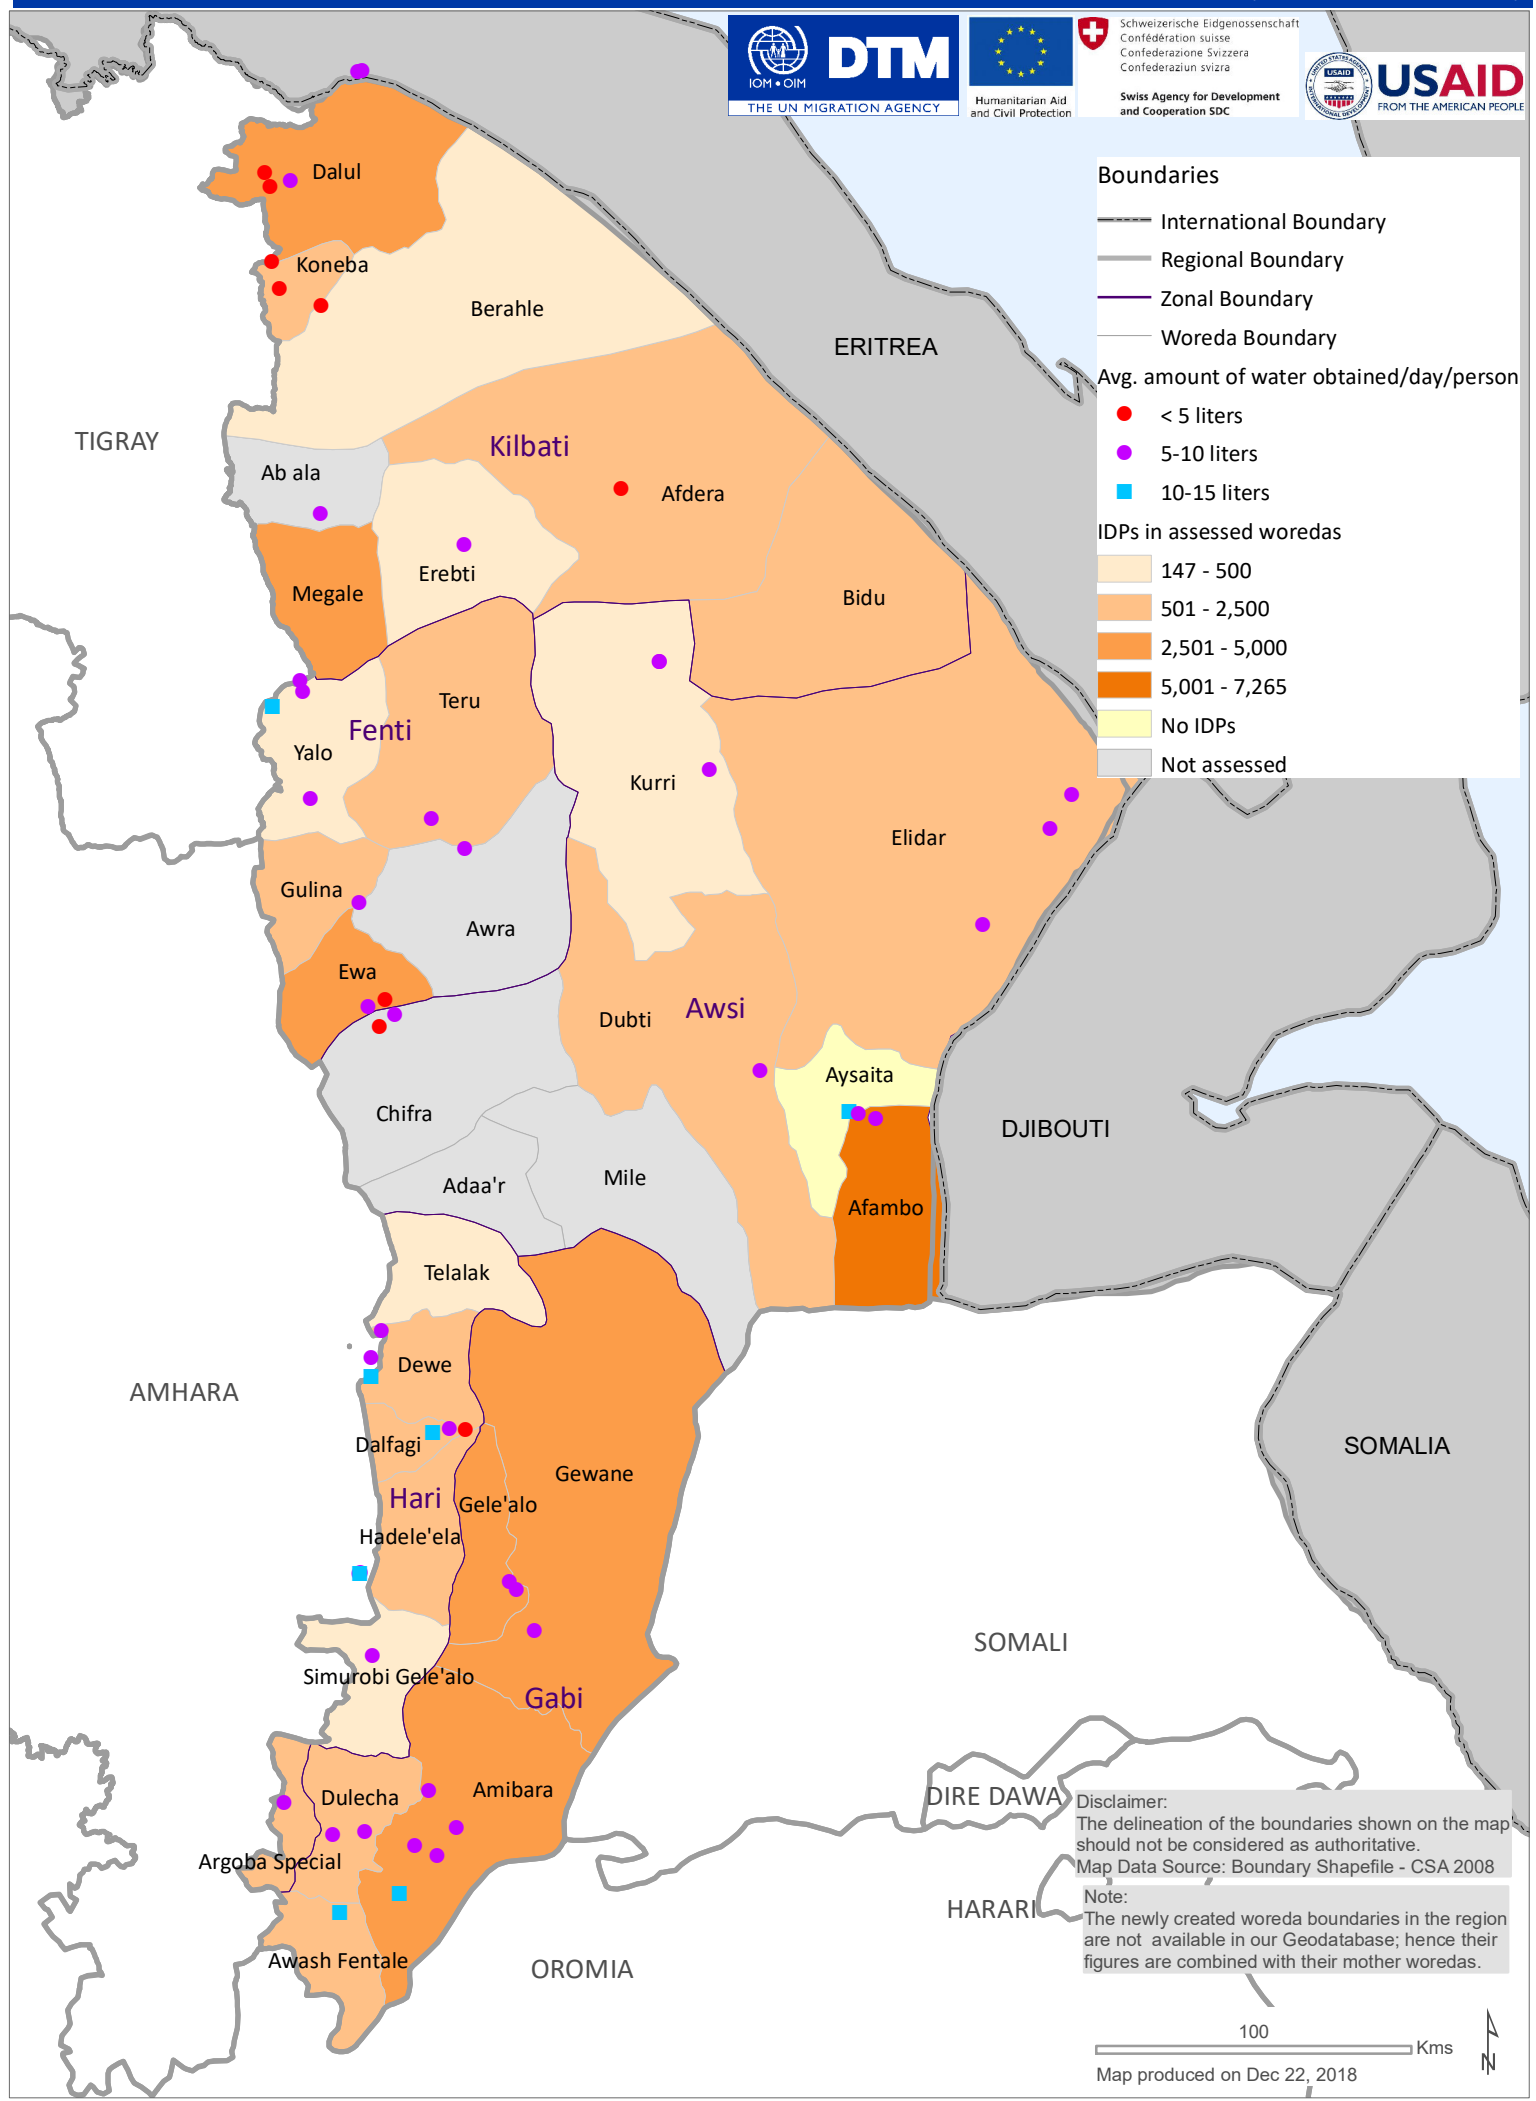 IOM • OIM
DTM
THE UN MIGRATION AGENCY
Humanitarian Aid
and Civil Protection
Schweizerische Eidgenossenschaft
Confédération suisse
Confederazione Svizzera
Confederaziun svizra
Swiss Agency for Development
and Cooperation SDC
USAID
USAID
FROM THE AMERICAN PEOPLE
Boundaries
International Boundary
Regional Boundary
Zonal Boundary
Woreda Boundary
Avg. amount of water obtained/day/person
< 5 liters
5-10 liters
10-15 liters
IDPs in assessed woredas
147 - 500
501 - 2,500
2,501 - 5,000
5,001 - 7,265
No IDPs
Not assessed
Dalul
Koneba
Berahle
ERITREA
TIGRAY
Kilbati
Ab ala
Afdera
Erebti
Megale
Bidu
Teru
Fenti
Yalo
Kurri
Elidar
Gulina
Awra
Ewa
Awsi
Dubti
Aysaita
Chifra
DJIBOUTI
Mile
Adaa'r
Afambo
Telalak
Dewe
AMHARA
Dalfagi
SOMALIA
Gewane
Hari
Gele'alo
Hadele'ela
SOMALI
Simurobi Gele'alo
Gabi
Amibara
Dulecha
DIRE DAWA
Argoba Special
HARARI
Awash Fentale
OROMIA
Disclaimer:
The delineation of the boundaries shown on the map
should not be considered as authoritative.
Map Data Source: Boundary Shapefile - CSA 2008
Note:
The newly created woreda boundaries in the region
are not available in our Geodatabase; hence their
figures are combined with their mother woredas.
100
Kms
N
Map produced on Dec 22, 2018